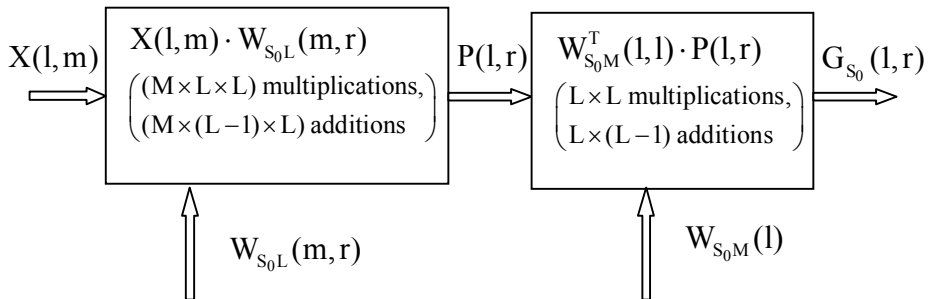 X(l,m)
X(l,m) · W_{S_0L}(m,r)
((M×L×L) multiplications,
(M×(L−1)×L) additions)
P(l,r)
W^T_{S_0M}(l,l) · P(l,r)
(L×L multiplications,
L×(L−1) additions)
G_{S_0}(l,r)
W_{S_0L}(m,r)
W_{S_0M}(l)